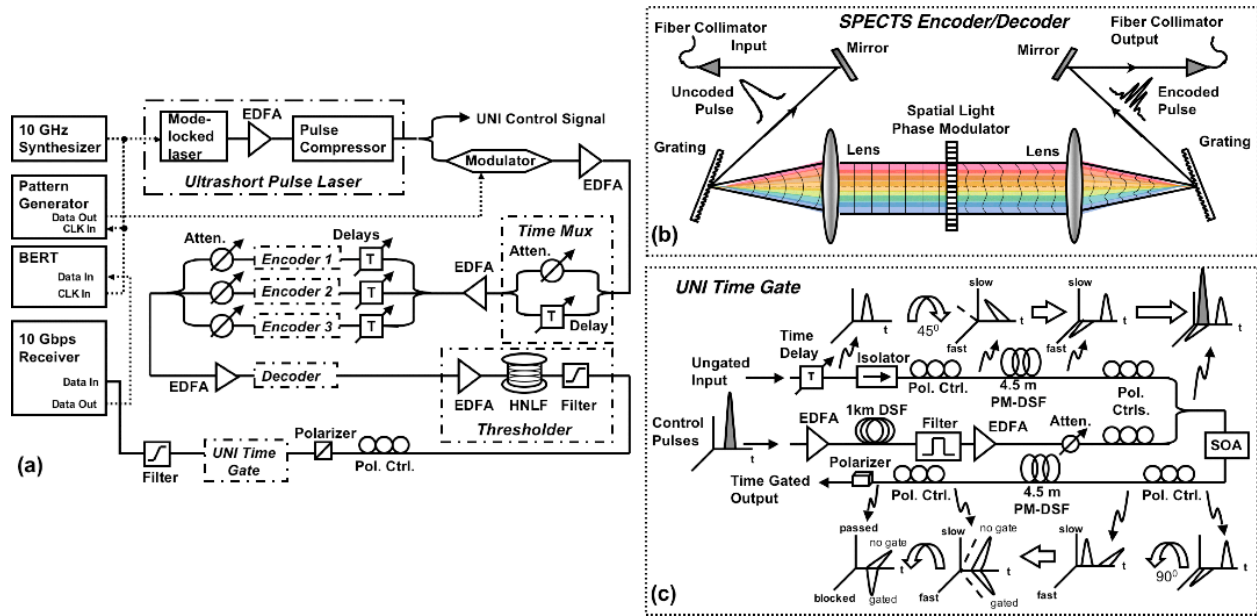 10 GHz
Synthesizer
Mode-
locked
laser
EDFA
Pulse
Compressor
Ultrashort Pulse Laser
UNI Control Signal
Modulator
EDFA
Pattern
Generator
Data Out
CLK In
BERT
Data In
CLK In
10 Gbps
Receiver
Data In
Data Out
Atten.
Delays
Encoder 1
T
Encoder 2
T
Encoder 3
T
EDFA
Time Mux
Atten.
T
Delay
EDFA
Decoder
EDFA
HNLF
Filter
Thresholder
(a)
Filter
UNI Time
Gate
Polarizer
Pol. Ctrl.
SPECTS Encoder/Decoder
Fiber Collimator
Input
Mirror
Mirror
Fiber Collimator
Output
Uncoded
Pulse
Spatial Light
Phase Modulator
Encoded
Pulse
Grating
Lens
Lens
Grating
(b)
UNI Time Gate
t
45⁰
slow
fast
t
slow
fast
t
t
Time
Delay
Isolator
Ungated
Input
T
Pol. Ctrl.
4.5 m
PM-DSF
Pol.
Ctrls.
Control
Pulses
t
EDFA
1km DSF
Filter
EDFA
Atten.
SOA
Time Gated
Output
Polarizer
Pol. Ctrl.
4.5 m
PM-DSF
Pol. Ctrl.
passed
no gate
t
blocked
gated
slow
no gate
t
fast
gated
slow
t
fast
90⁰
t
(c)